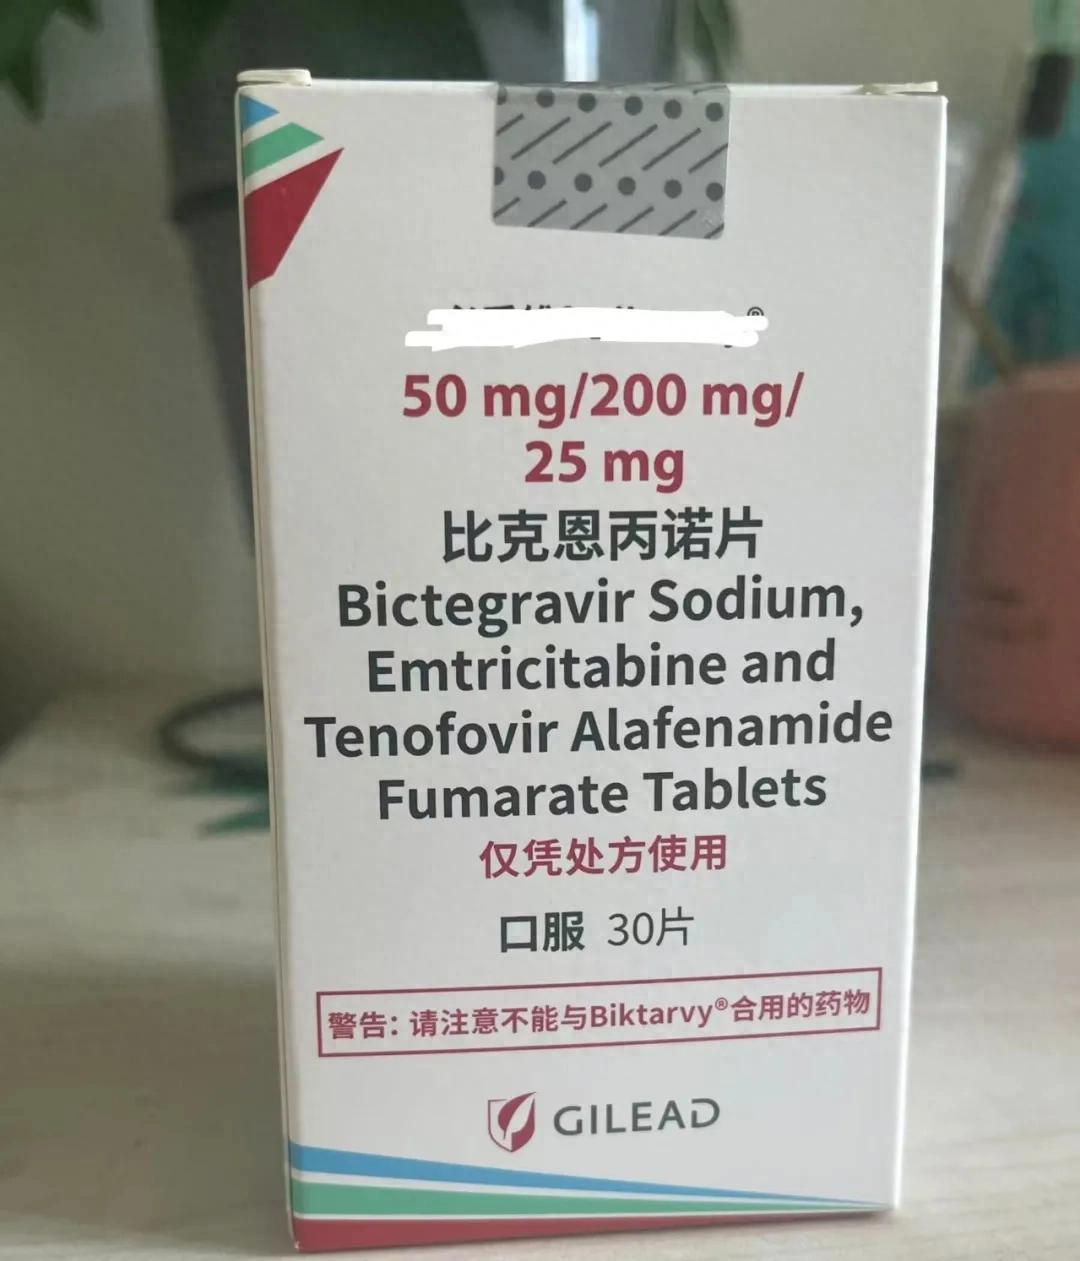 50 mg/200 mg/
25 mg
比克恩丙诺片
Bictegravir Sodium,
Emtricitabine and
Tenofovir Alafenamide
Fumarate Tablets
仅凭处方使用
口服 30片
警告: 请注意不能与Biktarvy®合用的药物
GILEAD